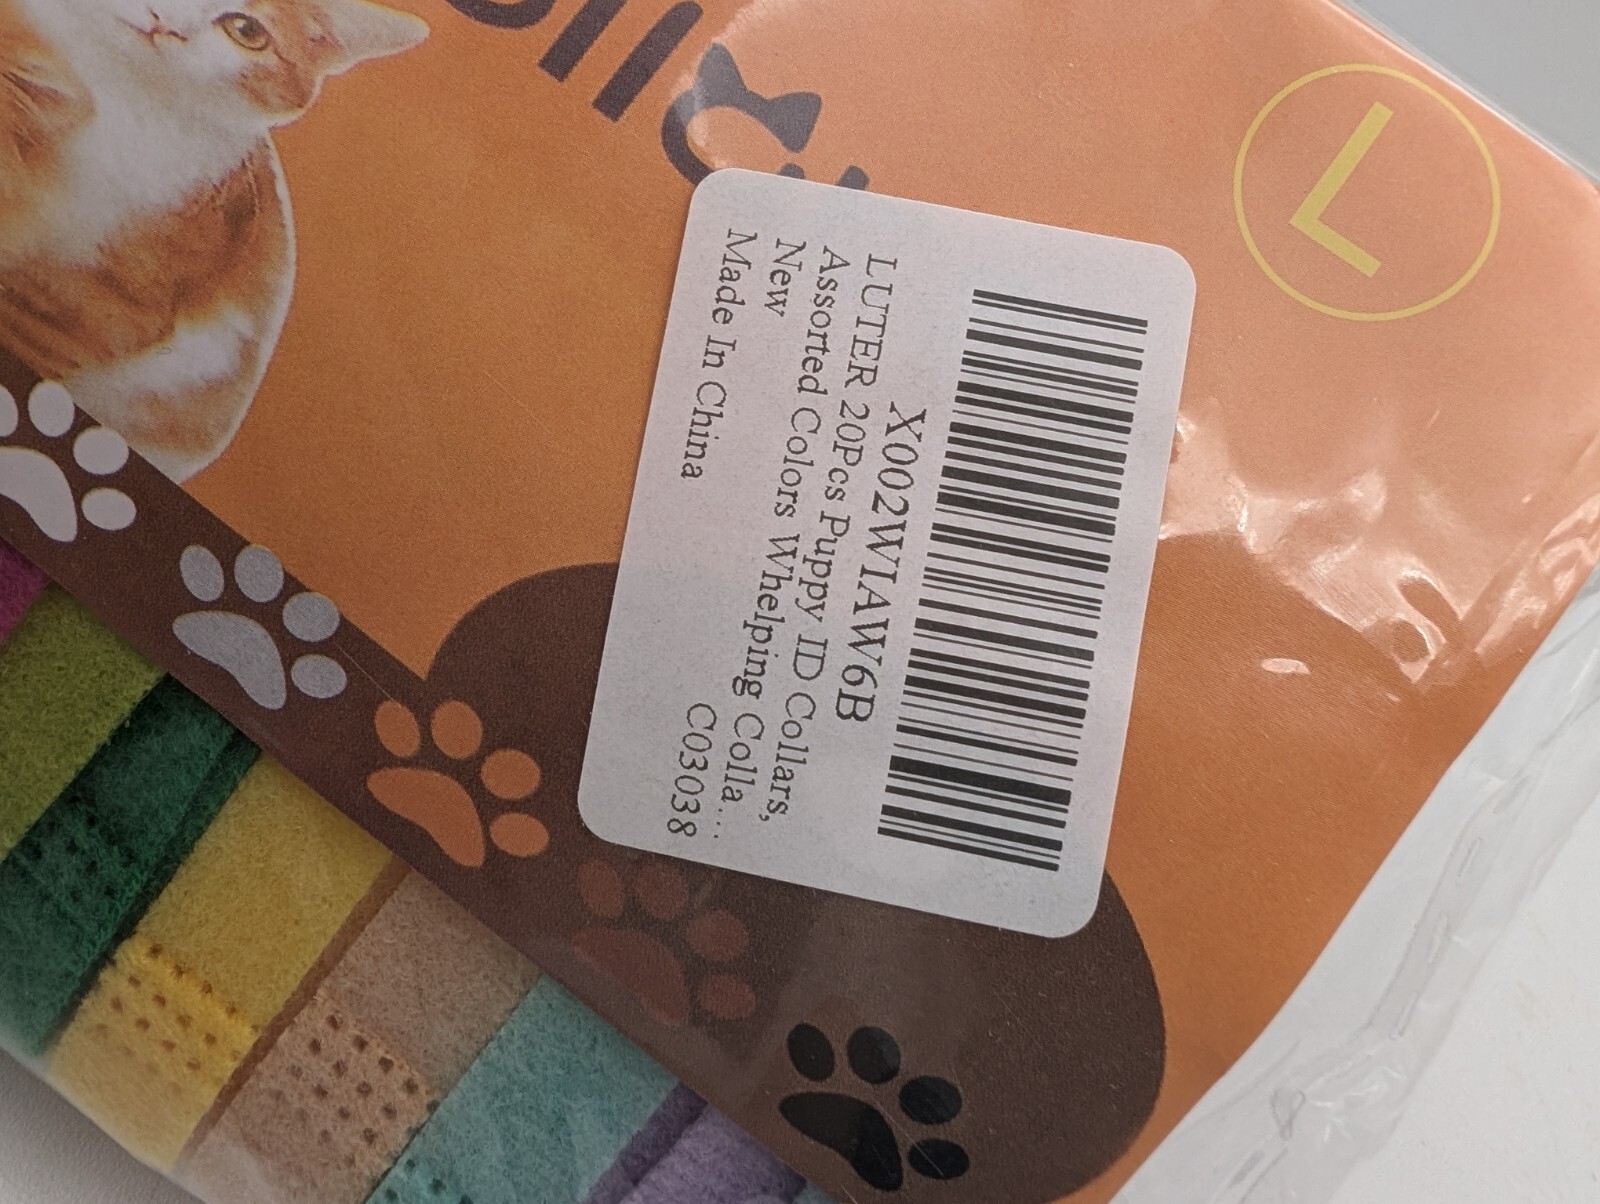 L
X002WIAW6B
LUTER 20Pcs Puppy ID Collars,
Assorted Colors Whelping Colla...
New
Made In China
C03038